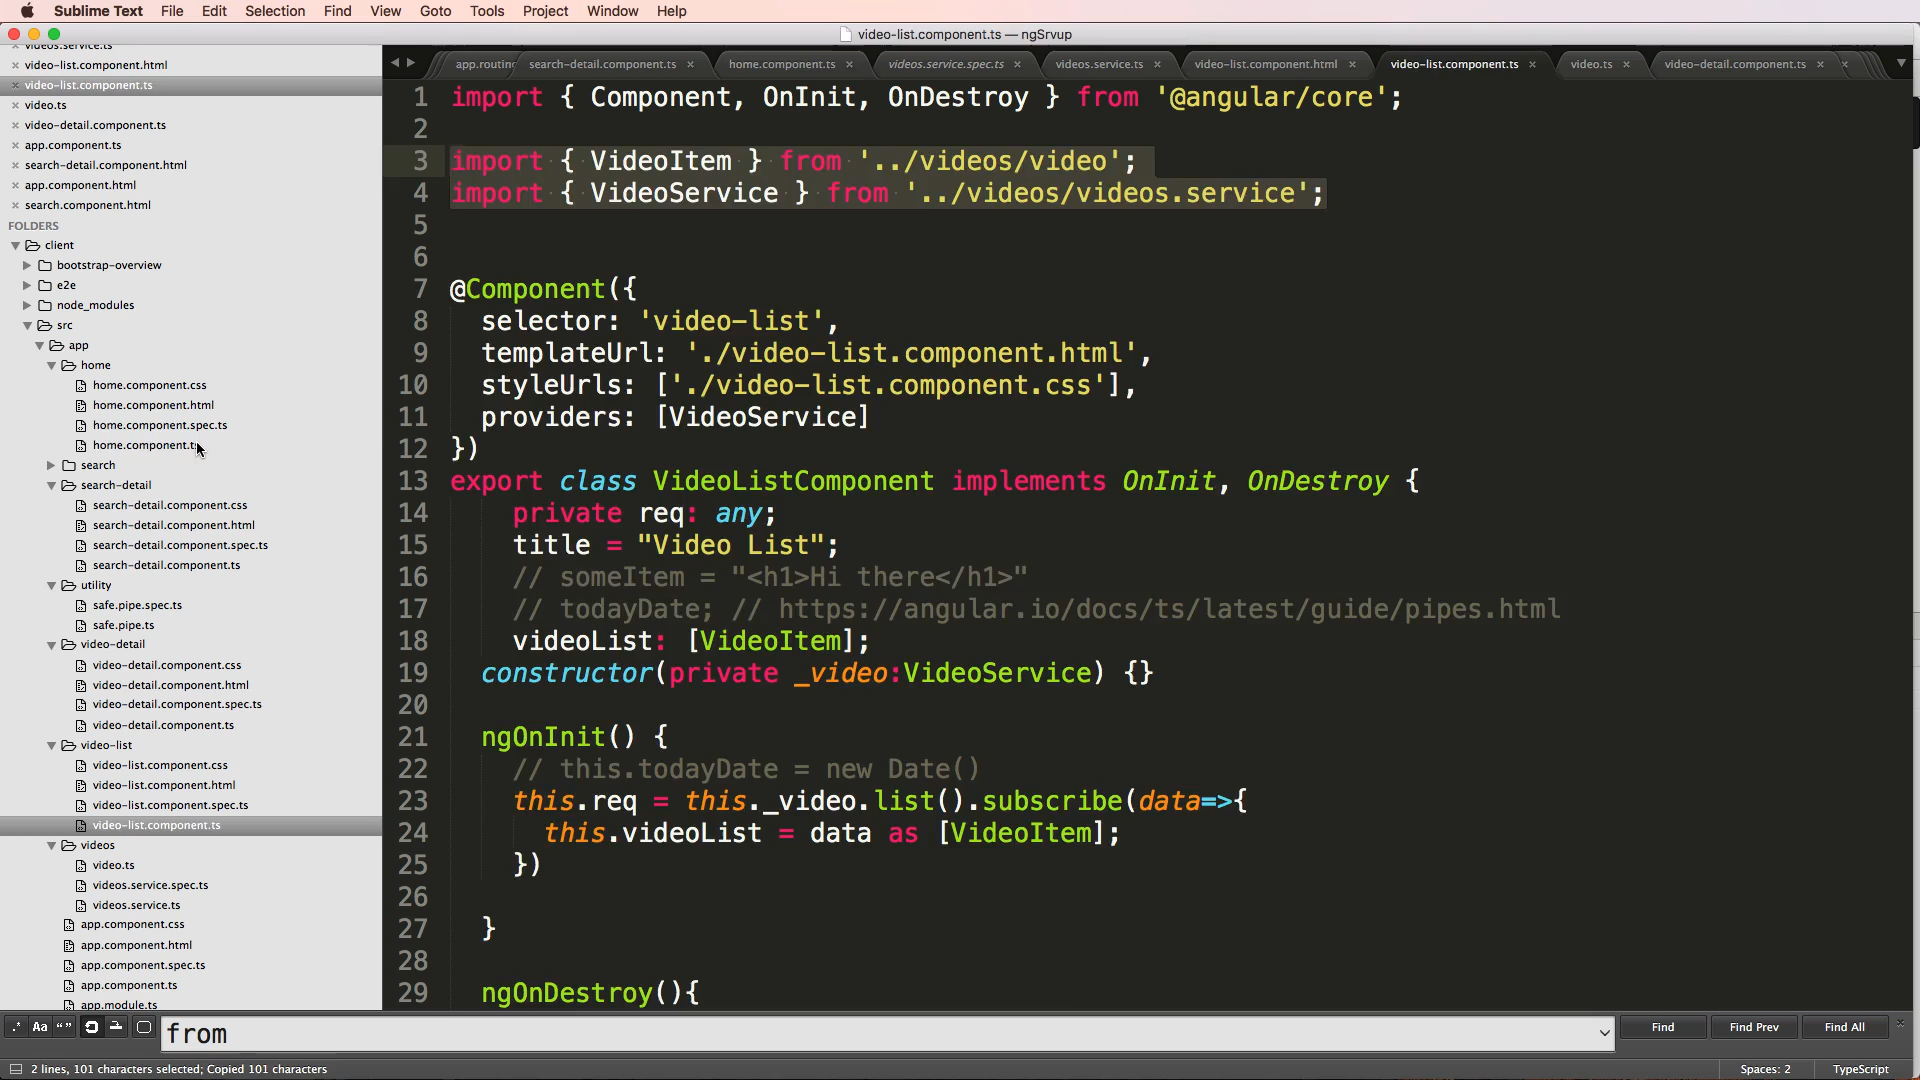 Sublime Text File Edit Selection Find View Goto Tools Project Window Help
video-list.component.ts — ngSrvup
videos.service.ts
video-list.component.html
video-list.component.ts
video.ts
video-detail.component.ts
app.component.ts
search-detail.component.html
app.component.html
search.component.html
FOLDERS
client
bootstrap-overview
e2e
node_modules
src
app
home
home.component.css
home.component.html
home.component.spec.ts
home.component.ts
search
search-detail
search-detail.component.css
search-detail.component.html
search-detail.component.spec.ts
search-detail.component.ts
utility
safe.pipe.spec.ts
safe.pipe.ts
video-detail
video-detail.component.css
video-detail.component.html
video-detail.component.spec.ts
video-detail.component.ts
video-list
video-list.component.css
video-list.component.html
video-list.component.spec.ts
video-list.component.ts
videos
video.ts
videos.service.spec.ts
videos.service.ts
app.component.css
app.component.html
app.component.spec.ts
app.component.ts
app.module.ts
app.routin search-detail.component.ts home.component.ts videos.service.spec.ts videos.service.ts video-list.component.html video-list.component.ts video.ts video-detail.component.ts
1 import { Component, OnInit, OnDestroy } from '@angular/core';
2
3 import { VideoItem } from '../videos/video';
4 import { VideoService } from '../videos/videos.service';
5
6
7 @Component({
8 selector: 'video-list',
9 templateUrl: './video-list.component.html',
10 styleUrls: ['./video-list.component.css'],
11 providers: [VideoService]
12 })
13 export class VideoListComponent implements OnInit, OnDestroy {
14 private req: any;
15 title = "Video List";
16 // someItem = "<h1>Hi there</h1>"
17 // todayDate; // https://angular.io/docs/ts/latest/guide/pipes.html
18 videoList: [VideoItem];
19 constructor(private _video:VideoService) {}
20
21 ngOnInit() {
22 // this.todayDate = new Date()
23 this.req = this._video.list().subscribe(data=>{
24 this.videoList = data as [VideoItem];
25 })
26
27 }
28
29 ngOnDestroy(){
.* Aa “” from Find Find Prev Find All
2 lines, 101 characters selected; Copied 101 characters Spaces: 2 TypeScript